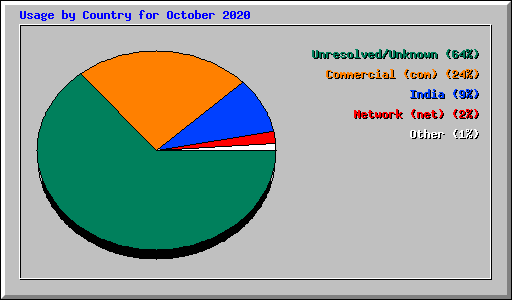 Usage by Country for October 2020
Unresolved/Unknown (64%)
Commercial (com) (24%)
India (9%)
Network (net) (2%)
Other (1%)